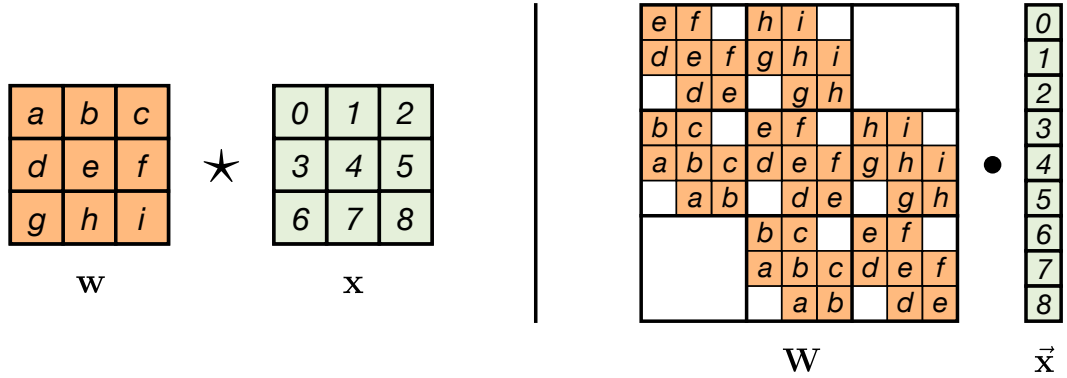 a b c
d e f
g h i
w
★
0 1 2
3 4 5
6 7 8
x
e f h i
d e f g h i
d e g h
b c e f h i
a b c d e f g h i
a b d e g h
b c e f
a b c d e f
a b d e
W
•
0
1
2
3
4
5
6
7
8
x⃗